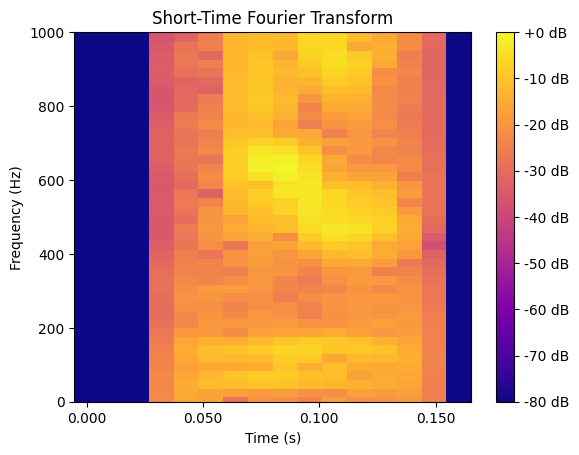 Short-Time Fourier Transform
1000
800
600
400
200
0
Frequency (Hz)
0.000
0.050
0.100
0.150
Time (s)
+0 dB
-10 dB
-20 dB
-30 dB
-40 dB
-50 dB
-60 dB
-70 dB
-80 dB